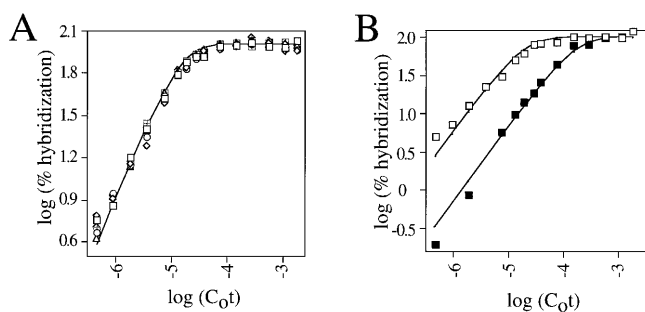 A
log (% hybridization)
2.1
1.8
1.5
1.2
0.9
0.6
-6 -5 -4 -3
log (C₀t)
B
log (% hybridization)
2.0
1.5
1.0
0.5
0
-0.5
-6 -5 -4 -3
log (C₀t)